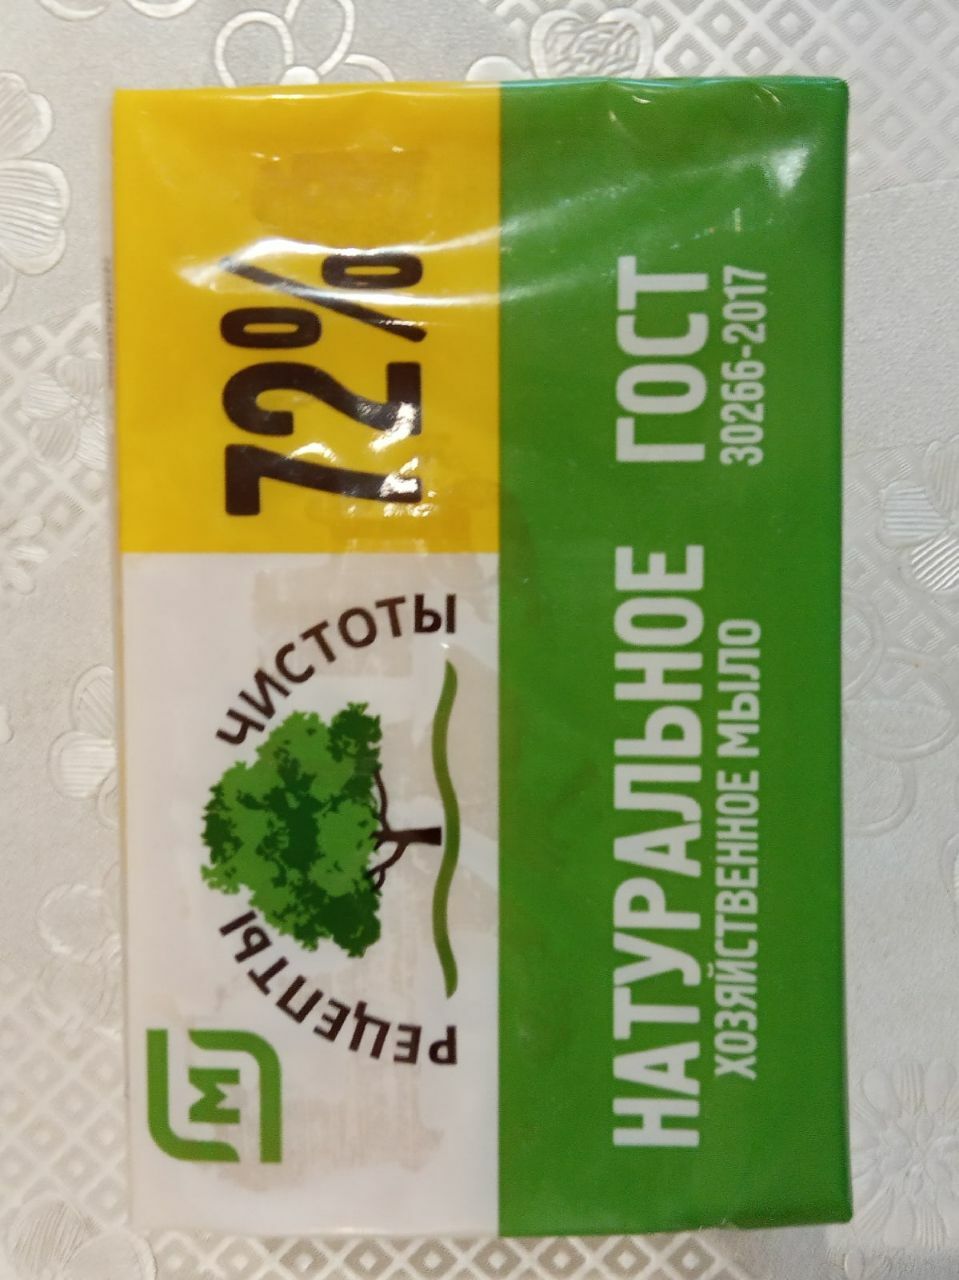 М
РЕЦЕПТЫ ЧИСТОТЫ
72%
НАТУРАЛЬНОЕ
ХОЗЯЙСТВЕННОЕ МЫЛО
ГОСТ
30266-2017